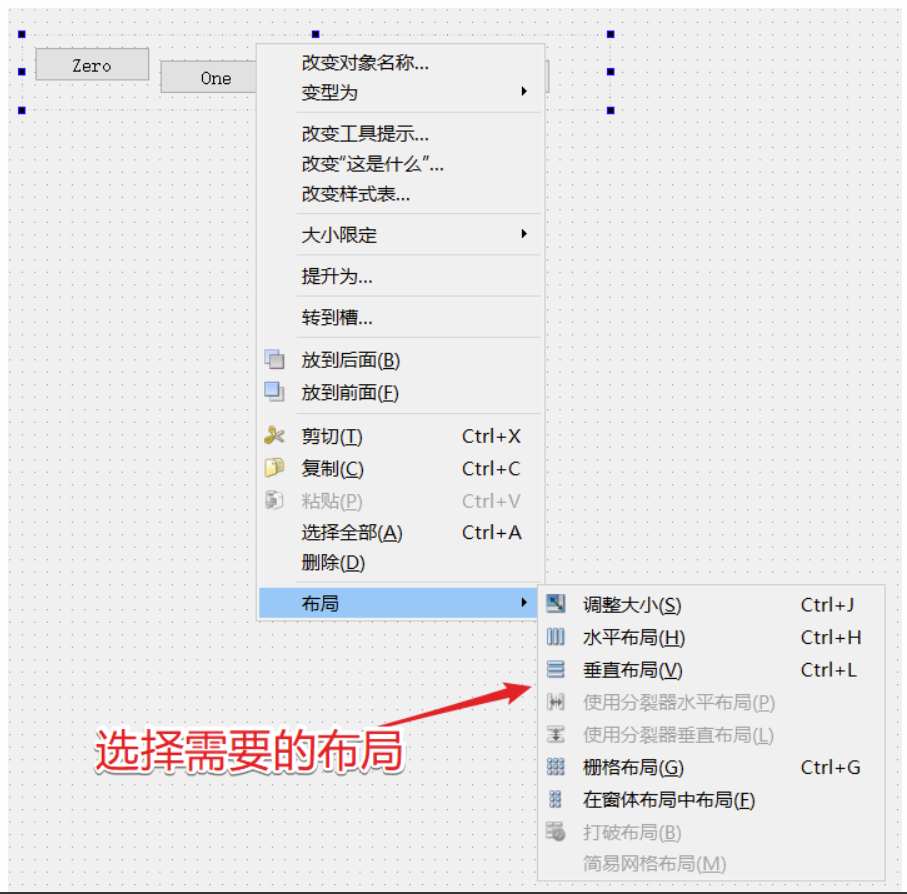 Zero
One
改变对象名称...
变型为
改变工具提示...
改变“这是什么”...
改变样式表...
大小限定
提升为...
转到槽...
放到后面(B)
放到前面(F)
剪切(T) Ctrl+X
复制(C) Ctrl+C
粘贴(P) Ctrl+V
选择全部(A) Ctrl+A
删除(D)
布局
调整大小(S) Ctrl+J
水平布局(H) Ctrl+H
垂直布局(V) Ctrl+L
使用分裂器水平布局(P)
使用分裂器垂直布局(L)
栅格布局(G) Ctrl+G
在窗体布局中布局(F)
打破布局(B)
简易网格布局(M)
选择需要的布局